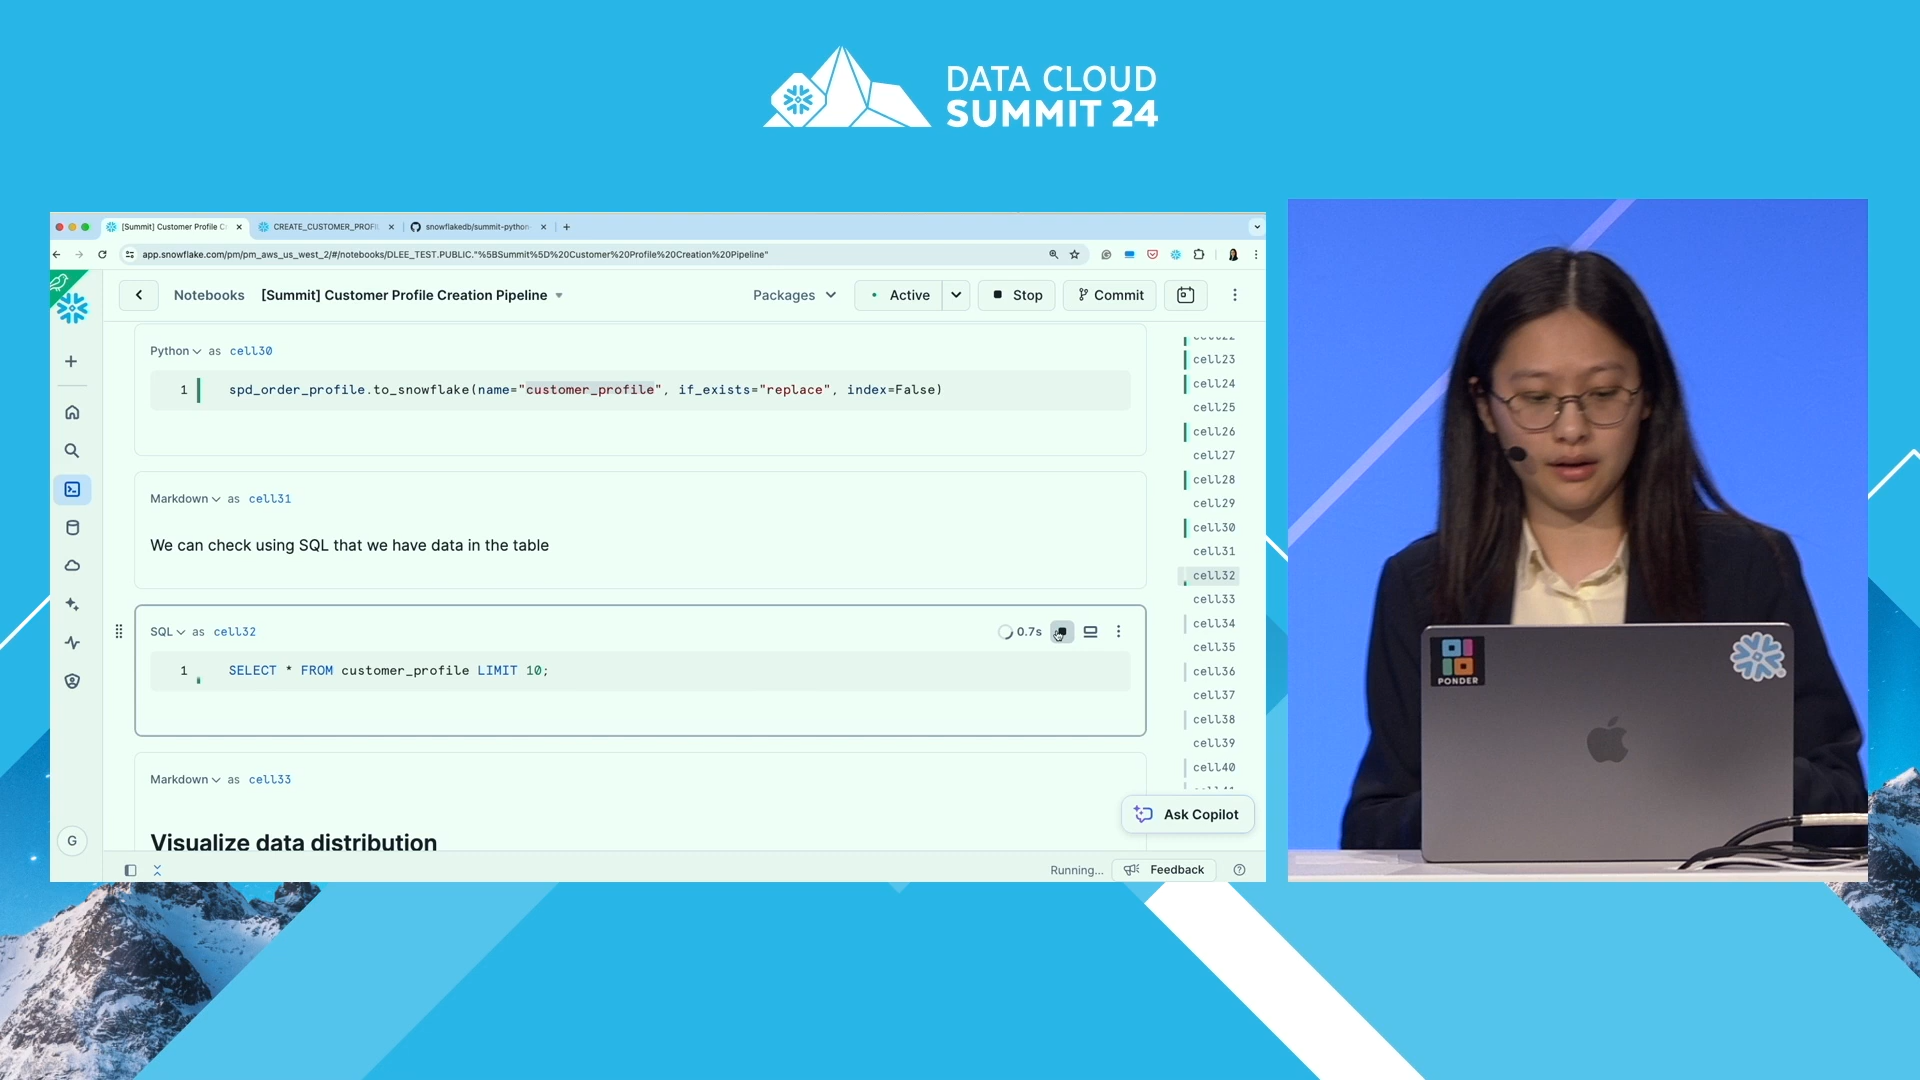 DATA CLOUD
SUMMIT 24
[Summit] Customer Profile C
CREATE_CUSTOMER_PROFI
snowflakedb/summit-python
app.snowflake.com/pm/pm_aws_us_west_2/#/notebooks/DLEE_TEST.PUBLIC."%5BSummit%5D%20Customer%20Profile%20Creation%20Pipeline"
Notebooks [Summit] Customer Profile Creation Pipeline
Packages
Active
Stop
Commit
Python as cell30
1 spd_order_profile.to_snowflake(name="customer_profile", if_exists="replace", index=False)
Markdown as cell31
We can check using SQL that we have data in the table
SQL as cell32
0.7s
1 SELECT * FROM customer_profile LIMIT 10;
Markdown as cell33
Visualize data distribution
cell23
cell24
cell25
cell26
cell27
cell28
cell29
cell30
cell31
cell32
cell33
cell34
cell35
cell36
cell37
cell38
cell39
cell40
Ask Copilot
G
Running...
Feedback
PONDER